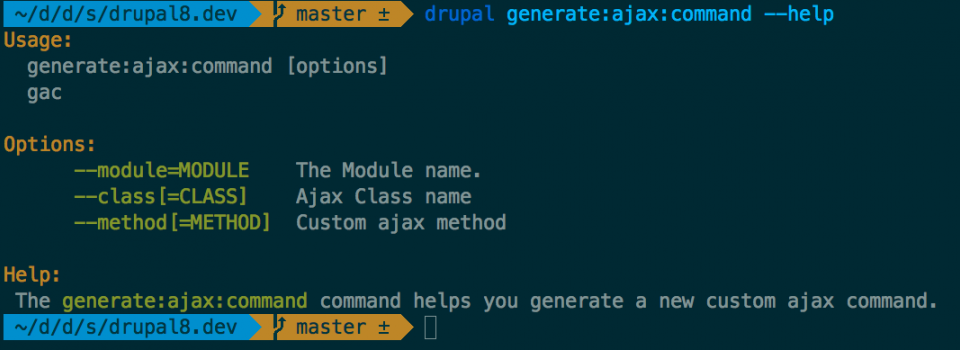 ~/d/d/s/drupal8.dev master ± drupal generate:ajax:command --help
Usage:
generate:ajax:command [options]
gac
Options:
--module=MODULE The Module name.
--class[=CLASS] Ajax Class name
--method[=METHOD] Custom ajax method
Help:
The generate:ajax:command command helps you generate a new custom ajax command.
~/d/d/s/drupal8.dev master ±